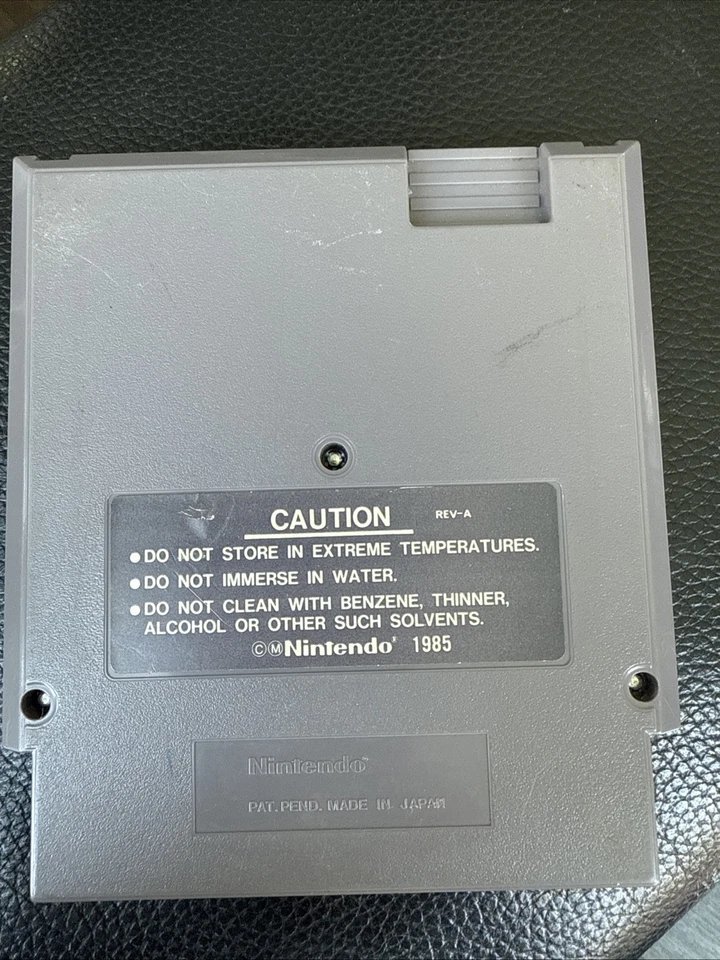 CAUTION REV-A
● DO NOT STORE IN EXTREME TEMPERATURES.
● DO NOT IMMERSE IN WATER.
● DO NOT CLEAN WITH BENZENE, THINNER,
ALCOHOL OR OTHER SUCH SOLVENTS.
©Ⓜ Nintendo® 1985
Nintendo®
PAT. PEND. MADE IN JAPAN